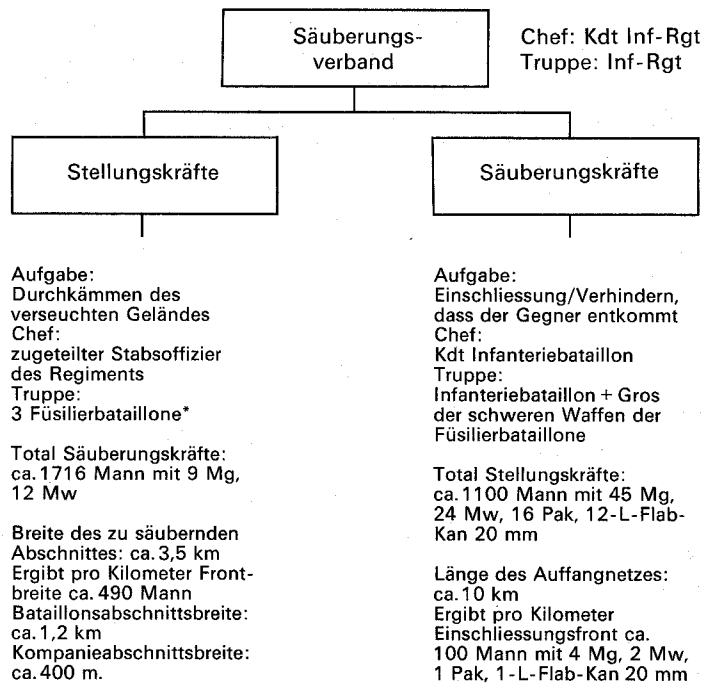 Säuberungs-
verband
Chef: Kdt Inf-Rgt
Truppe: Inf-Rgt
Stellungskräfte
Säuberungskräfte
Aufgabe:
Durchkämmen des
verseuchten Geländes
Chef:
zugeteilter Stabsoffizier
des Regiments
Truppe:
3 Füsilierbataillone*
Total Säuberungskräfte:
ca. 1716 Mann mit 9 Mg,
12 Mw
Breite des zu säubernden
Abschnittes: ca. 3,5 km
Ergibt pro Kilometer Front-
breite ca. 490 Mann
Bataillonsabschnittsbreite:
ca. 1,2 km
Kompanieabschnittsbreite:
ca. 400 m.
Aufgabe:
Einschliessung/Verhindern,
dass der Gegner entkommt
Chef:
Kdt Infanteriebataillon
Truppe:
Infanteriebataillon + Gros
der schweren Waffen der
Füsilierbataillone
Total Stellungskräfte:
ca. 1100 Mann mit 45 Mg,
24 Mw, 16 Pak, 12-L-Flab-
Kan 20 mm
Länge des Auffangnetzes:
ca. 10 km
Ergibt pro Kilometer
Einschliessungsfront ca.
100 Mann mit 4 Mg, 2 Mw,
1 Pak, 1-L-Flab-Kan 20 mm